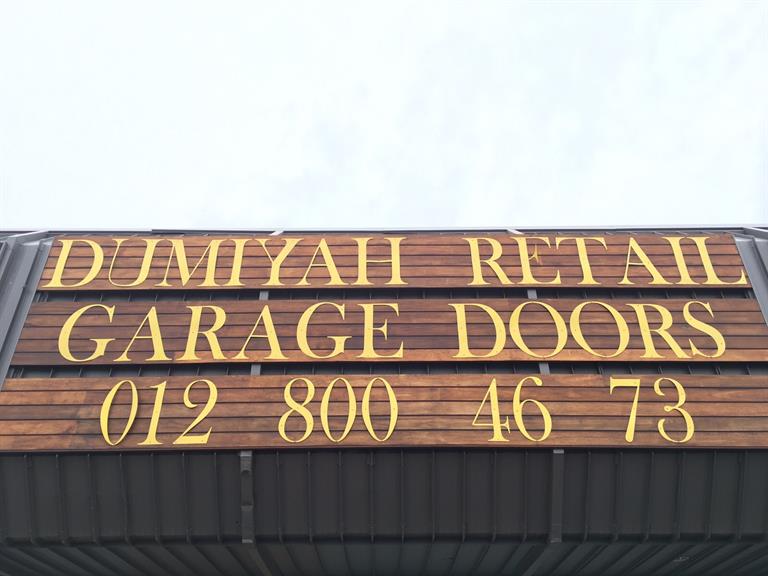 DUMIYAH RETAIL
GARAGE DOORS
012 800 46 73